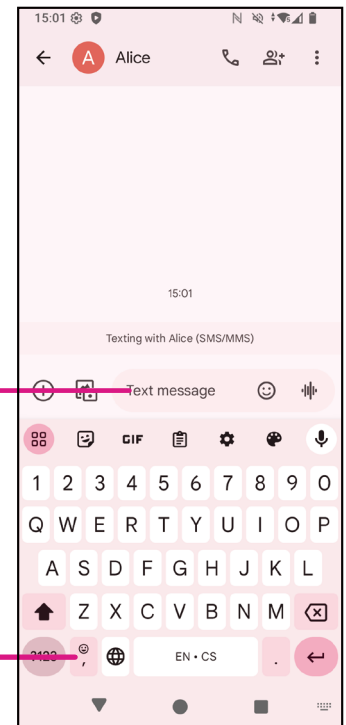 15:01
A Alice
15:01
Texting with Alice (SMS/MMS)
Text message
GIF
1 2 3 4 5 6 7 8 9 0
Q W E R T Y U I O P
A S D F G H J K L
Z X C V B N M
?123 , EN • CS .